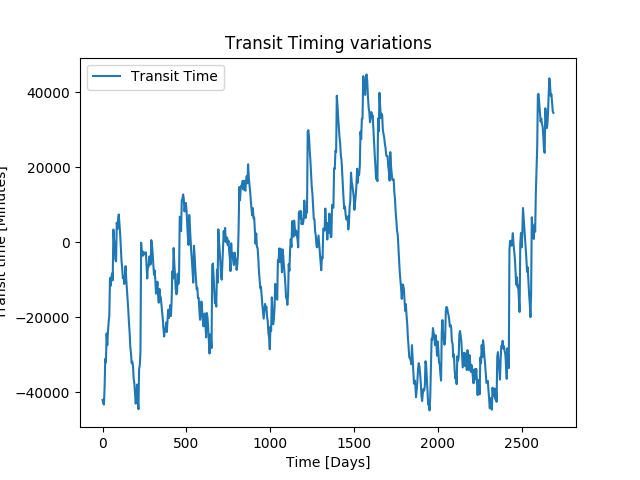 Transit Timing variations
Transit Time
40000
20000
0
−20000
−40000
Transit time [Minutes]
0
500
1000
1500
2000
2500
Time [Days]